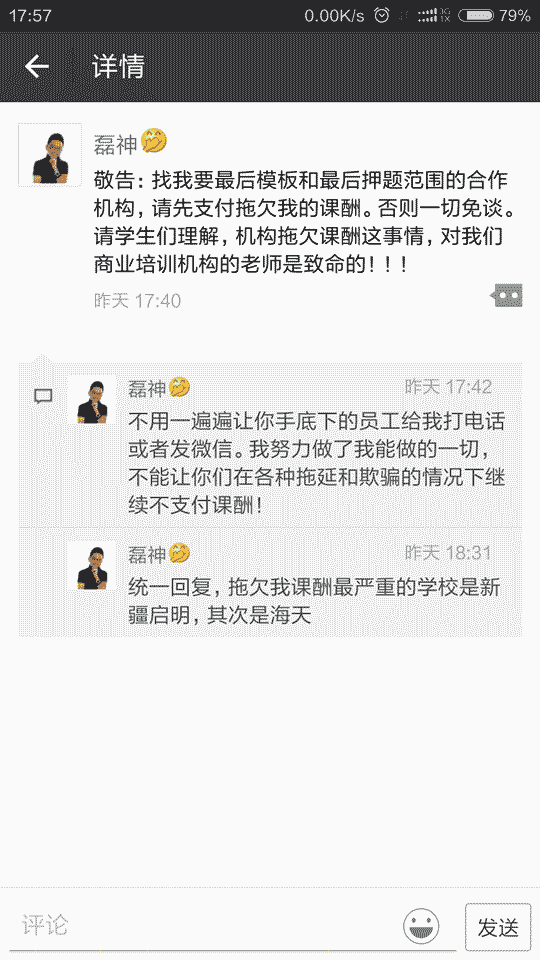 17:57 0.00K/s 3G 1X 79%
详情
磊神
敬告：找我要最后模板和最后押题范围的合作
机构，请先支付拖欠我的课酬。否则一切免谈。
请学生们理解，机构拖欠课酬这事情，对我们
商业培训机构的老师是致命的！！！
昨天 17:40
磊神 昨天 17:42
不用一遍遍让你手底下的员工给我打电话
或者发微信。我努力做了我能做的一切，
不能让你们在各种拖延和欺骗的情况下继
续不支付课酬！
磊神 昨天 18:31
统一回复，拖欠我课酬最严重的学校是新
疆启明，其次是海天
评论 发送